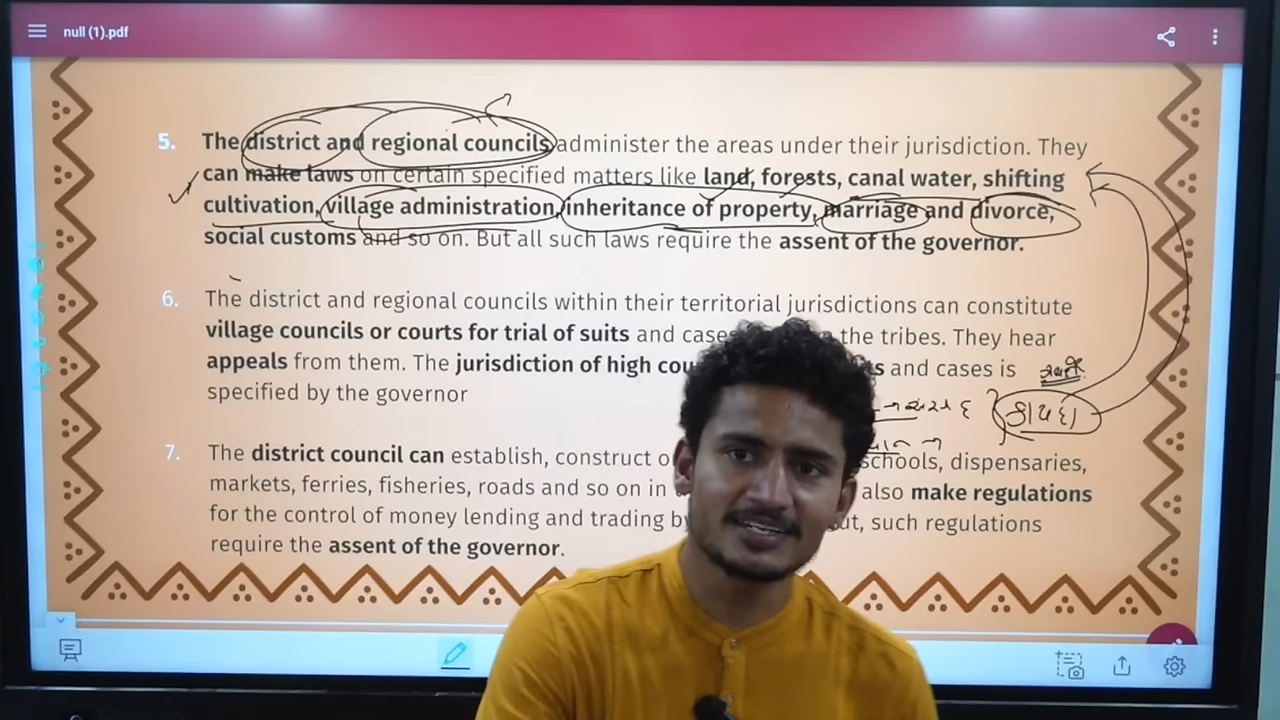 null (1).pdf
5. The district and regional councils administer the areas under their jurisdiction. They
can make laws on certain specified matters like land, forests, canal water, shifting
cultivation, village administration, inheritance of property, marriage and divorce,
social customs and so on. But all such laws require the assent of the governor.
6. The district and regional councils within their territorial jurisdictions can constitute
village councils or courts for trial of suits and cases the tribes. They hear
appeals from them. The jurisdiction of high and cases is
specified by the governor
7. The district council can establish, construct schools, dispensaries,
markets, ferries, fisheries, roads and so on in also make regulations
for the control of money lending and trading such regulations
require the assent of the governor.